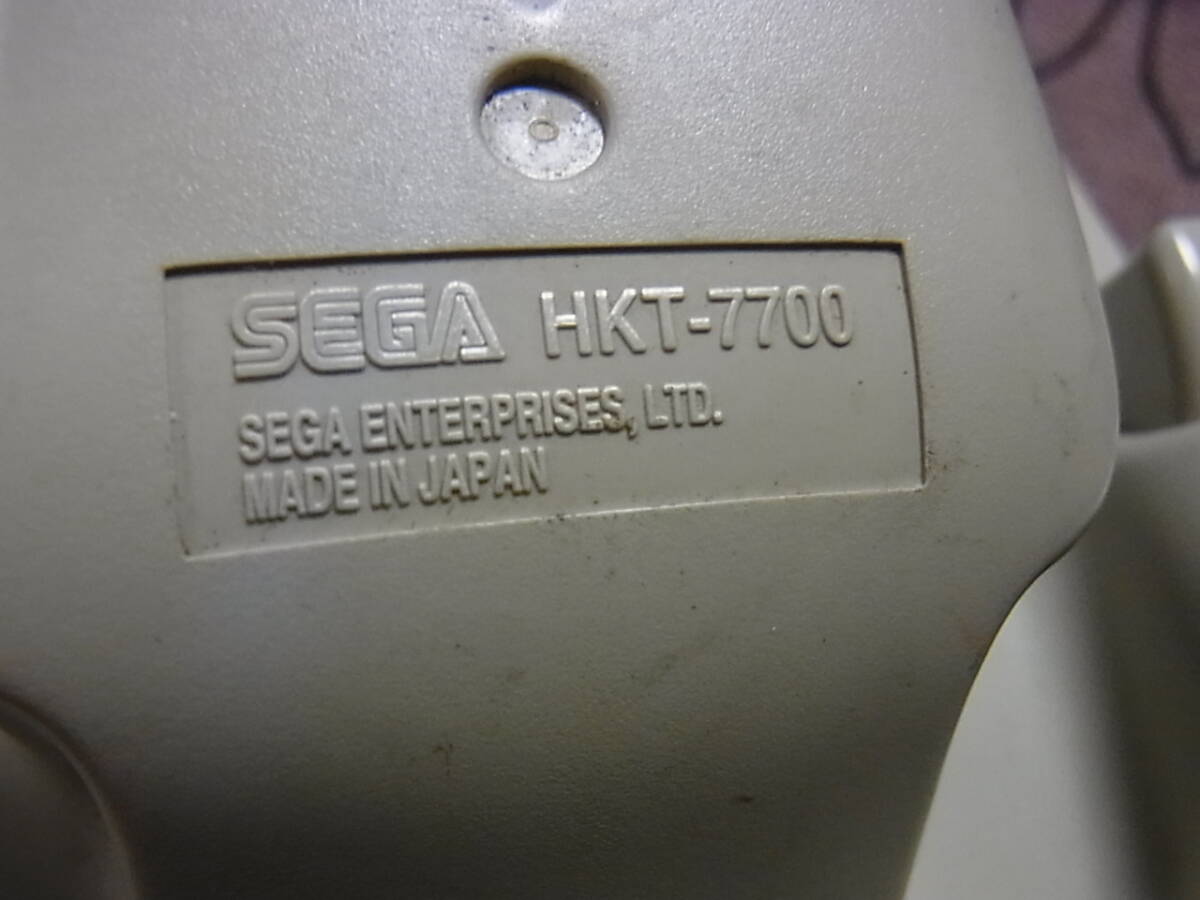 SEGA HKT-7700
SEGA ENTERPRISES, LTD.
MADE IN JAPAN